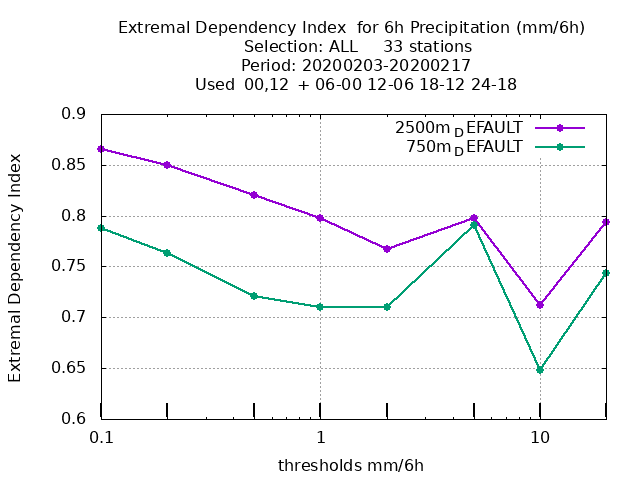 Extremal Dependency Index  for 6h Precipitation (mm/6h)
Selection: ALL     33 stations
Period: 20200203-20200217
Used  00,12  + 06-00 12-06 18-12 24-18
0.9
2500m_DEFAULT
750m_DEFAULT
0.85
0.8
0.75
0.7
0.65
0.6
Extremal Dependency Index
0.1 1 10
thresholds mm/6h